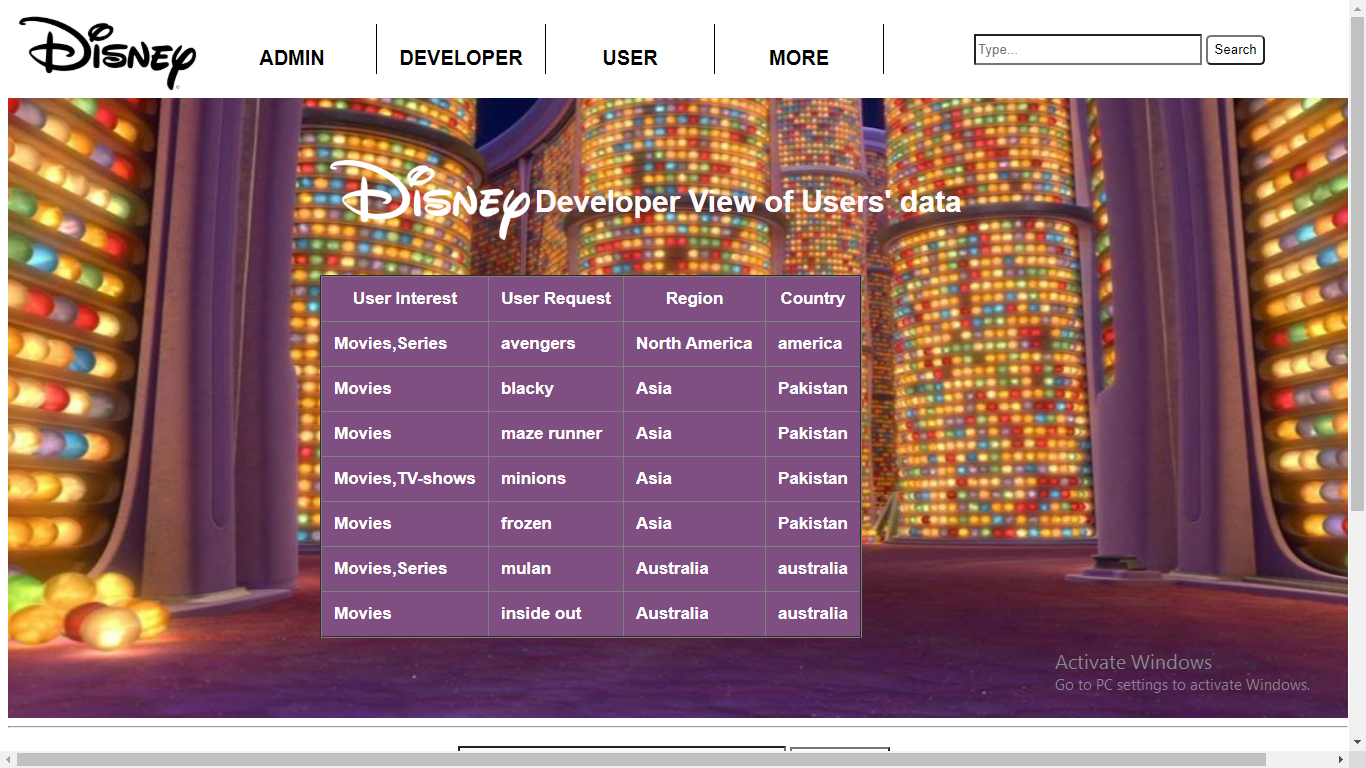 Disney
ADMIN DEVELOPER USER MORE Type... Search
Disney Developer View of Users' data
User Interest User Request Region Country
Movies,Series avengers North America america
Movies blacky Asia Pakistan
Movies maze runner Asia Pakistan
Movies,TV-shows minions Asia Pakistan
Movies frozen Asia Pakistan
Movies,Series mulan Australia australia
Movies inside out Australia australia
Activate Windows
Go to PC settings to activate Windows.